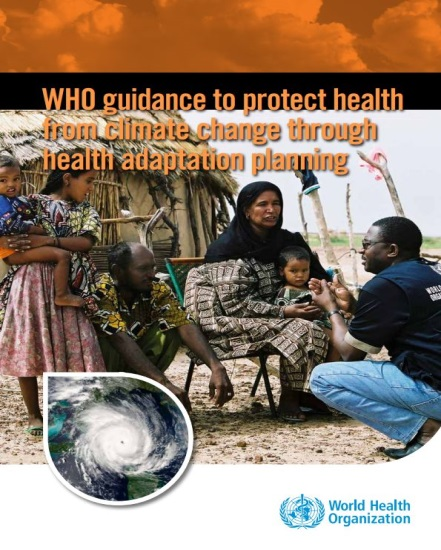 WHO guidance to protect health
from climate change through
health adaptation planning
World Health
Organization